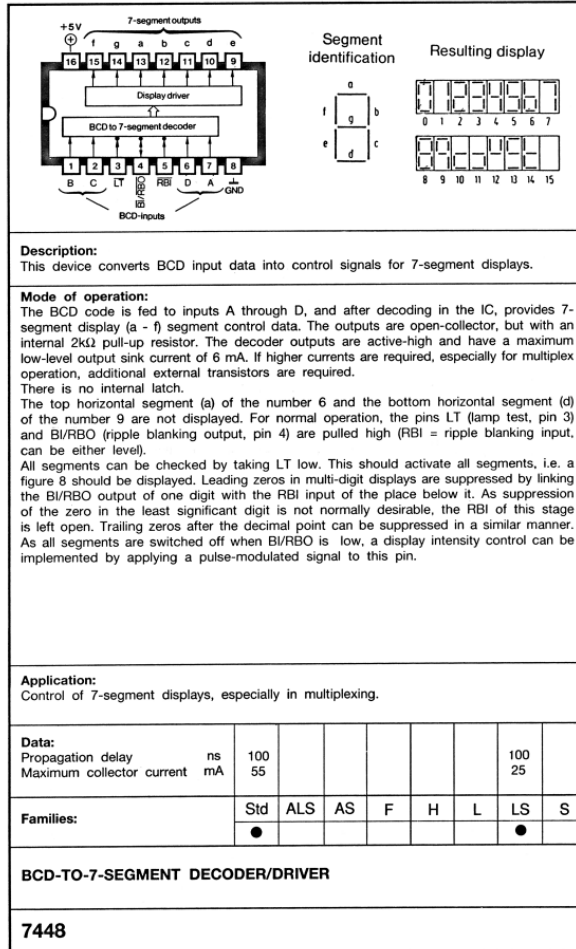 7-segment outputs
+5V
f g a b c d e
16 15 14 13 12 11 10 9
Display driver
BCD to 7-segment decoder
1 2 3 4 5 6 7 8
B C LT BI/RBO RBI D A GND
BCD-inputs
Segment
identification
a
f b
g
e c
d
Resulting display
0 1 2 3 4 5 6 7
8 9 10 11 12 13 14 15
Description:
This device converts BCD input data into control signals for 7-segment displays.
Mode of operation:
The BCD code is fed to inputs A through D, and after decoding in the IC, provides 7-
segment display (a - f) segment control data. The outputs are open-collector, but with an
internal 2kΩ pull-up resistor. The decoder outputs are active-high and have a maximum
low-level output sink current of 6 mA. If higher currents are required, especially for multiplex
operation, additional external transistors are required.
There is no internal latch.
The top horizontal segment (a) of the number 6 and the bottom horizontal segment (d)
of the number 9 are not displayed. For normal operation, the pins LT (lamp test, pin 3)
and BI/RBO (ripple blanking output, pin 4) are pulled high (RBI = ripple blanking input,
can be either level).
All segments can be checked by taking LT low. This should activate all segments, i.e. a
figure 8 should be displayed. Leading zeros in multi-digit displays are suppressed by linking
the BI/RBO output of one digit with the RBI input of the place below it. As suppression
of the zero in the least significant digit is not normally desirable, the RBI of this stage
is left open. Trailing zeros after the decimal point can be suppressed in a similar manner.
As all segments are switched off when BI/RBO is low, a display intensity control can be
implemented by applying a pulse-modulated signal to this pin.
Application:
Control of 7-segment displays, especially in multiplexing.
Data:
Propagation delay ns 100 100
Maximum collector current mA 55 25
Families: Std ALS AS F H L LS S
BCD-TO-7-SEGMENT DECODER/DRIVER
7448